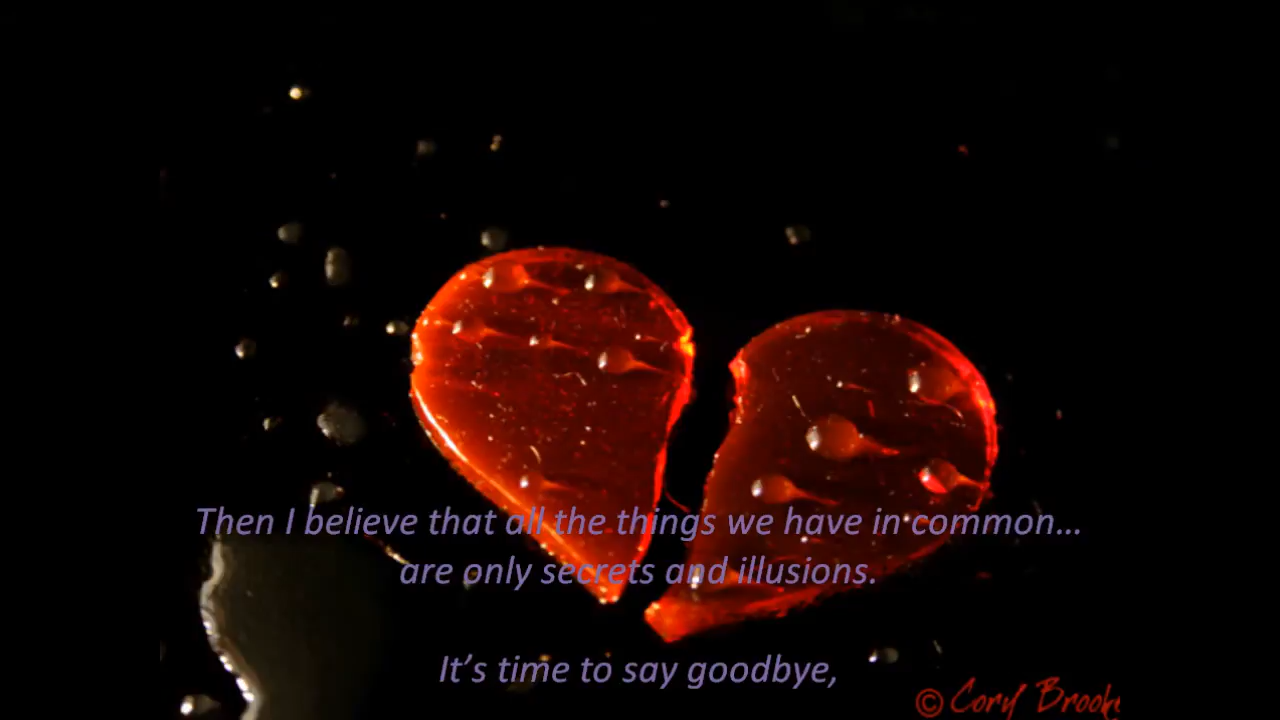 Then I believe that all the things we have in common…
are only secrets and illusions.
It’s time to say goodbye,
© Cory Brooks